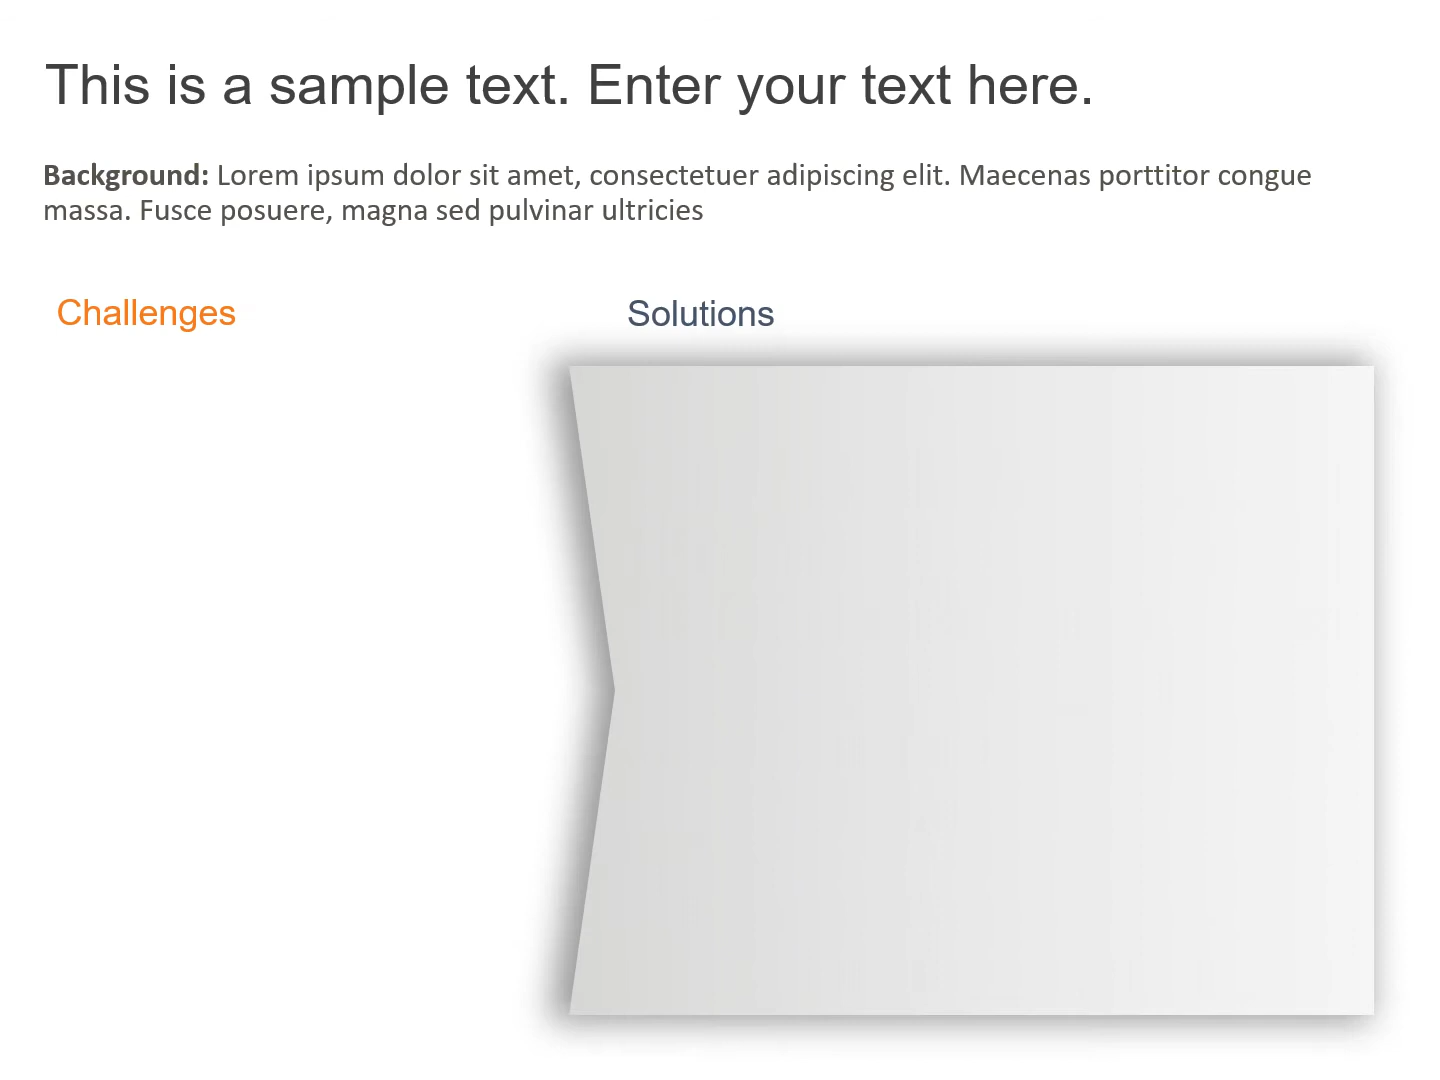 This is a sample text. Enter your text here.
Background: Lorem ipsum dolor sit amet, consectetuer adipiscing elit. Maecenas porttitor congue
massa. Fusce posuere, magna sed pulvinar ultricies
Challenges
Solutions